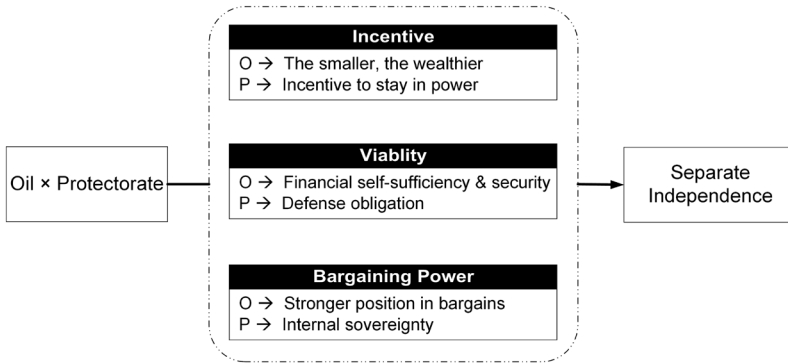 Incentive
O → The smaller, the wealthier
P → Incentive to stay in power
Oil × Protectorate
Viablity
O → Financial self-sufficiency & security
P → Defense obligation
Separate
Independence
Bargaining Power
O → Stronger position in bargains
P → Internal sovereignty